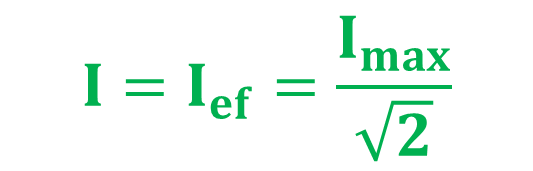 I = I_ef = I_max / √2